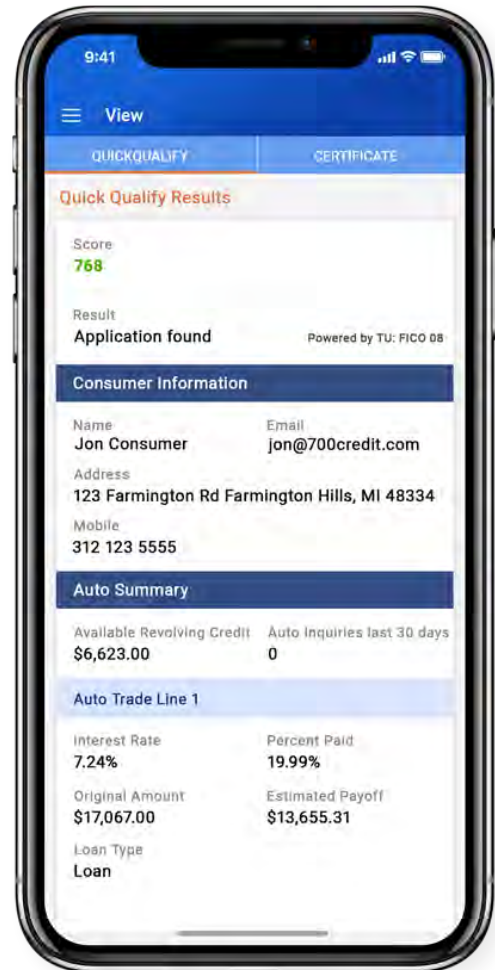 9:41
View
QUICKQUALIFY CERTIFICATE
Quick Qualify Results
Score
768
Result
Application found Powered by TU: FICO 08
Consumer Information
Name Email
Jon Consumer jon@700credit.com
Address
123 Farmington Rd Farmington Hills, MI 48334
Mobile
312 123 5555
Auto Summary
Available Revolving Credit Auto Inquiries last 30 days
$6,623.00 0
Auto Trade Line 1
Interest Rate Percent Paid
7.24% 19.99%
Original Amount Estimated Payoff
$17,067.00 $13,655.31
Loan Type
Loan